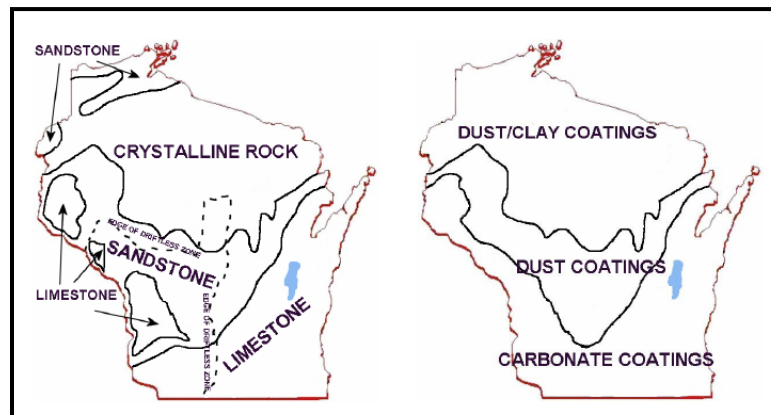 SANDSTONE
CRYSTALLINE ROCK
EDGE OF DRIFTLESS ZONE
SANDSTONE
LIMESTONE
EDGE OF DRIFTLESS ZONE
LIMESTONE
DUST/CLAY COATINGS
DUST COATINGS
CARBONATE COATINGS